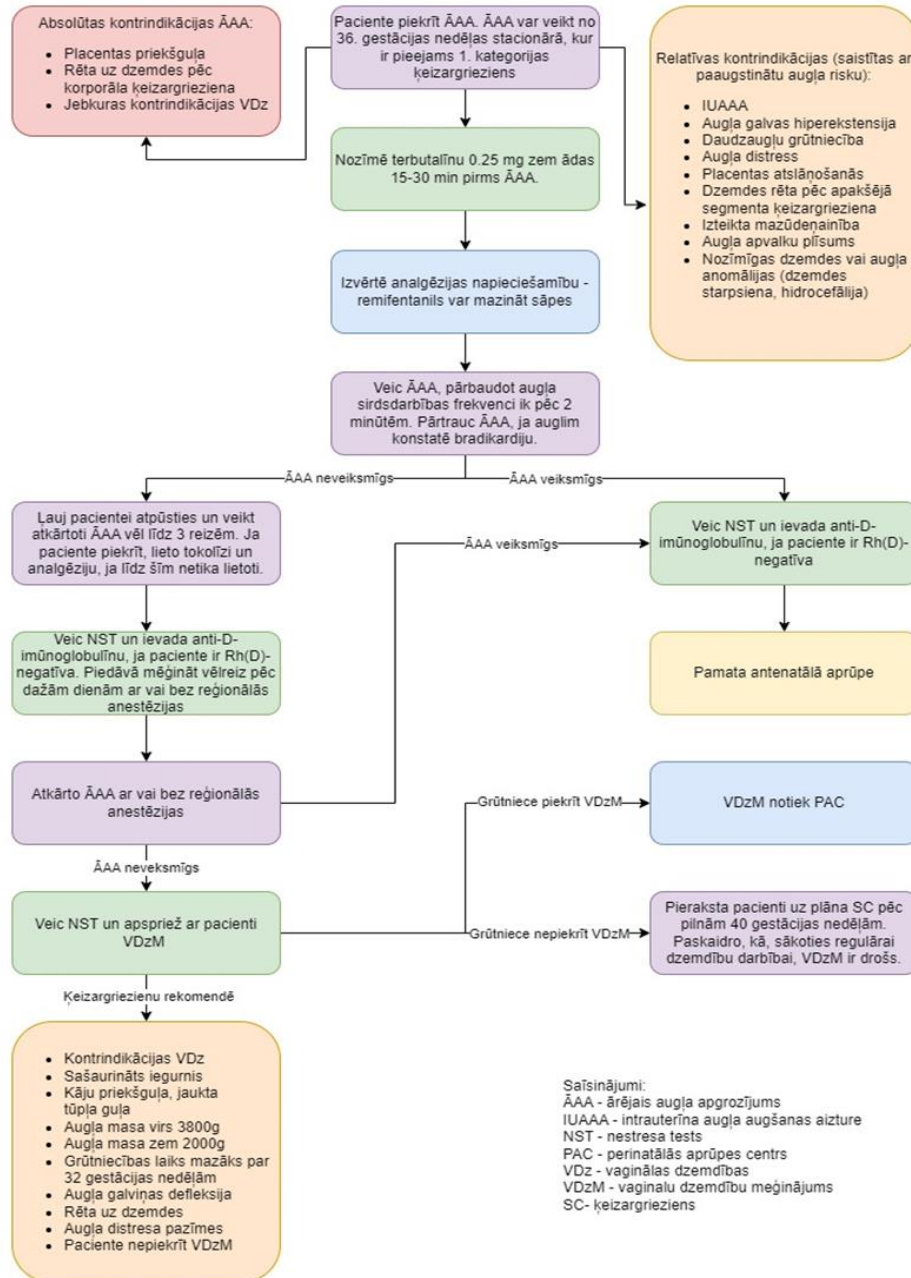 Absolūtas kontrindikācijas ĀAA:
• Placentas priekšguļa
• Rēta uz dzemdes pēc
korporāla ķeizargrieziena
• Jebkuras kontrindikācijas VDz
Paciente piekrīt ĀAA. ĀAA var veikt no
36. gestācijas nedēļas stacionārā, kur
ir pieejams 1. kategorijas
ķeizargrieziens
Relatīvas kontrindikācijas (saistītas ar
paaugstinātu augļa risku):
• IUAAA
• Augļa galvas hiperekstensija
• Daudzaugļu grūtniecība
• Augļa distress
• Placentas atslāņošanās
• Dzemdes rēta pēc apakšējā
segmenta ķeizargrieziena
• Izteikta mazūdeņainība
• Augļa apvalku plīsums
• Nozīmīgas dzemdes vai augļa
anomālijas (dzemdes
starpsiena, hidrocefālija)
Nozīmē terbutalīnu 0.25 mg zem ādas
15-30 min pirms ĀAA.
Izvērtē analgēzijas napieciešamību -
remifentanils var mazināt sāpes
Veic ĀAA, pārbaudot augļa
sirdsdarbības frekvenci ik pēc 2
minūtēm. Pārtrauc ĀAA, ja auglim
konstatē bradikardiju.
ĀAA neveiksmīgs
ĀAA veiksmīgs
Ļauj pacientei atpūsties un veikt
atkārtoti ĀAA vēl līdz 3 reizēm. Ja
paciente piekrīt, lieto tokolīzi un
analgēziju, ja līdz šīm netika lietoti.
ĀAA veiksmīgs
Veic NST un ievada anti-D-
imūnoglobulīnu, ja paciente ir Rh(D)-
negatīva
Veic NST un ievada anti-D-
imūnoglobulīnu, ja paciente ir Rh(D)-
negatīva. Piedāvā mēģināt vēlreiz pēc
dažām dienām ar vai bez reģionālās
anestēzijas
Pamata antenatālā aprūpe
Atkārto ĀAA ar vai bez reģionālās
anestēzijas
Grūtniece piekrīt VDzM
VDzM notiek PAC
ĀAA neveksmīgs
Veic NST un apspriež ar pacienti
VDzM
Grūtniece nepiekrīt VDzM
Pieraksta pacienti uz plāna SC pēc
pilnām 40 gestācijas nedēļām.
Paskaidro, kā, sākoties regulārai
dzemdību darbībai, VDzM ir drošs.
Ķeizargriezienu rekomendē
• Kontrindikācijas VDz
• Sašaurināts iegurnis
• Kāju priekšguļa, jaukta
tūpļa guļa
• Augļa masa virs 3800g
• Augļa masa zem 2000g
• Grūtniecības laiks mazāks par
32 gestācijas nedēļām
• Augļa galviņas defleksija
• Rēta uz dzemdes
• Augļa distresa pazīmes
• Paciente nepiekrīt VDzM
Saīsinājumi:
ĀAA - ārējais augļa apgrozījums
IUAAA - intrauterīna augļa augšanas aizture
NST - nestresa tests
PAC - perinatālās aprūpes centrs
VDz - vaginālas dzemdības
VDzM - vaginalu dzemdību meģinājums
SC- ķeizargrieziens